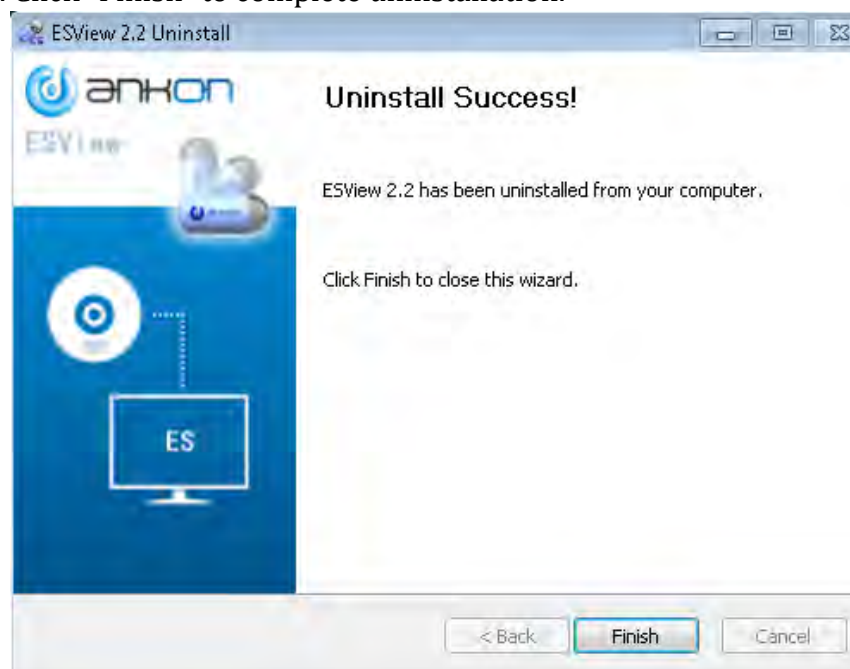 Click "Finish" to complete uninstallation.
ESView 2.2 Uninstall
ankon
ESView
Uninstall Success!
ESView 2.2 has been uninstalled from your computer.
Click Finish to close this wizard.
ES
< Back
Finish
Cancel